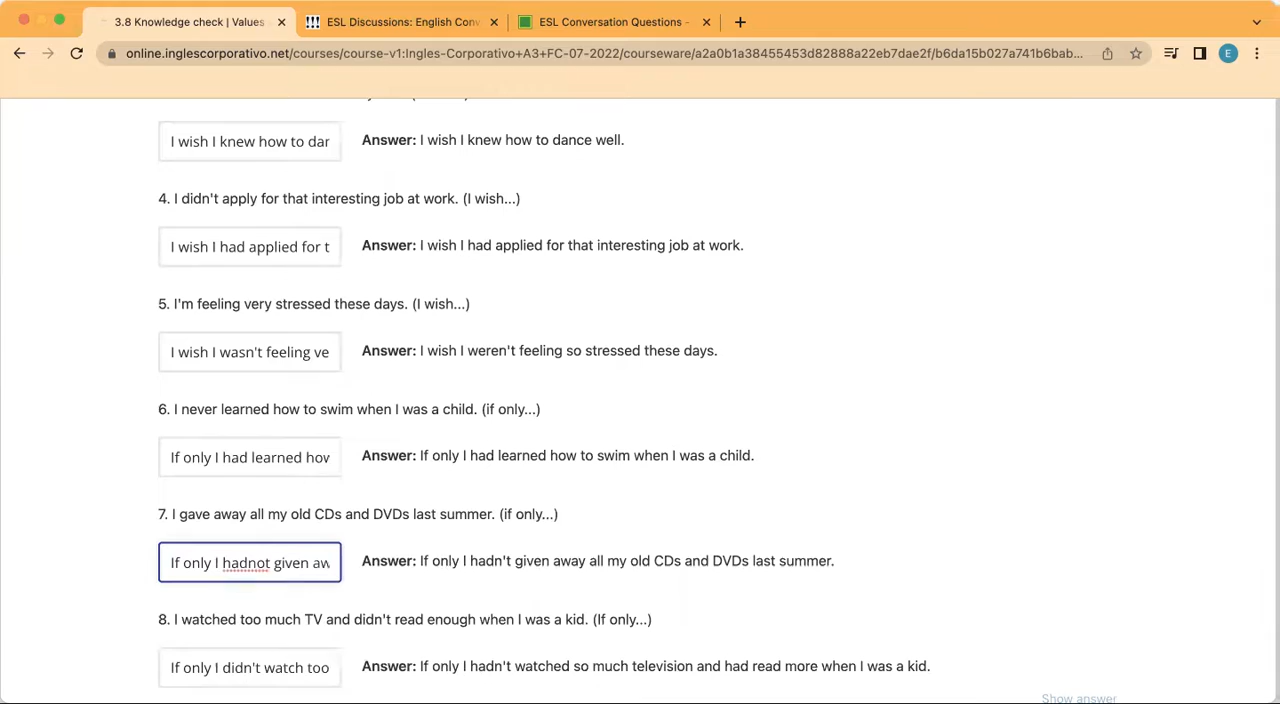 3.8 Knowledge check | Values
ESL Discussions: English Con
ESL Conversation Questions -
online.inglescorporativo.net/courses/course-v1:Ingles-Corporativo+A3+FC-07-2022/courseware/a2a0b1a38455453d82888a22eb7dae2f/b6da15b027a741b6bab...
E
I wish I knew how to dar
Answer: I wish I knew how to dance well.
4. I didn't apply for that interesting job at work. (I wish...)
I wish I had applied for t
Answer: I wish I had applied for that interesting job at work.
5. I'm feeling very stressed these days. (I wish...)
I wish I wasn't feeling ve
Answer: I wish I weren't feeling so stressed these days.
6. I never learned how to swim when I was a child. (if only...)
If only I had learned hov
Answer: If only I had learned how to swim when I was a child.
7. I gave away all my old CDs and DVDs last summer. (if only...)
If only I hadnot given aw
Answer: If only I hadn't given away all my old CDs and DVDs last summer.
8. I watched too much TV and didn't read enough when I was a kid. (If only...)
If only I didn't watch too
Answer: If only I hadn't watched so much television and had read more when I was a kid.
Show answer